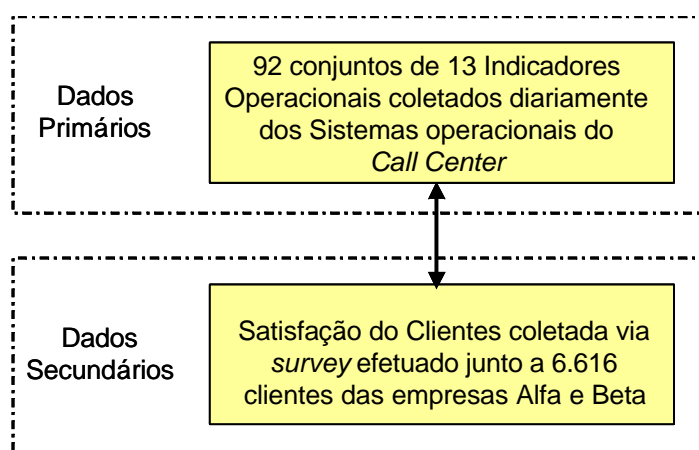 Dados
Primários
92 conjuntos de 13 Indicadores
Operacionais coletados diariamente
dos Sistemas operacionais do
Call Center
Dados
Secundários
Satisfação do Clientes coletada via
survey efetuado junto a 6.616
clientes das empresas Alfa e Beta